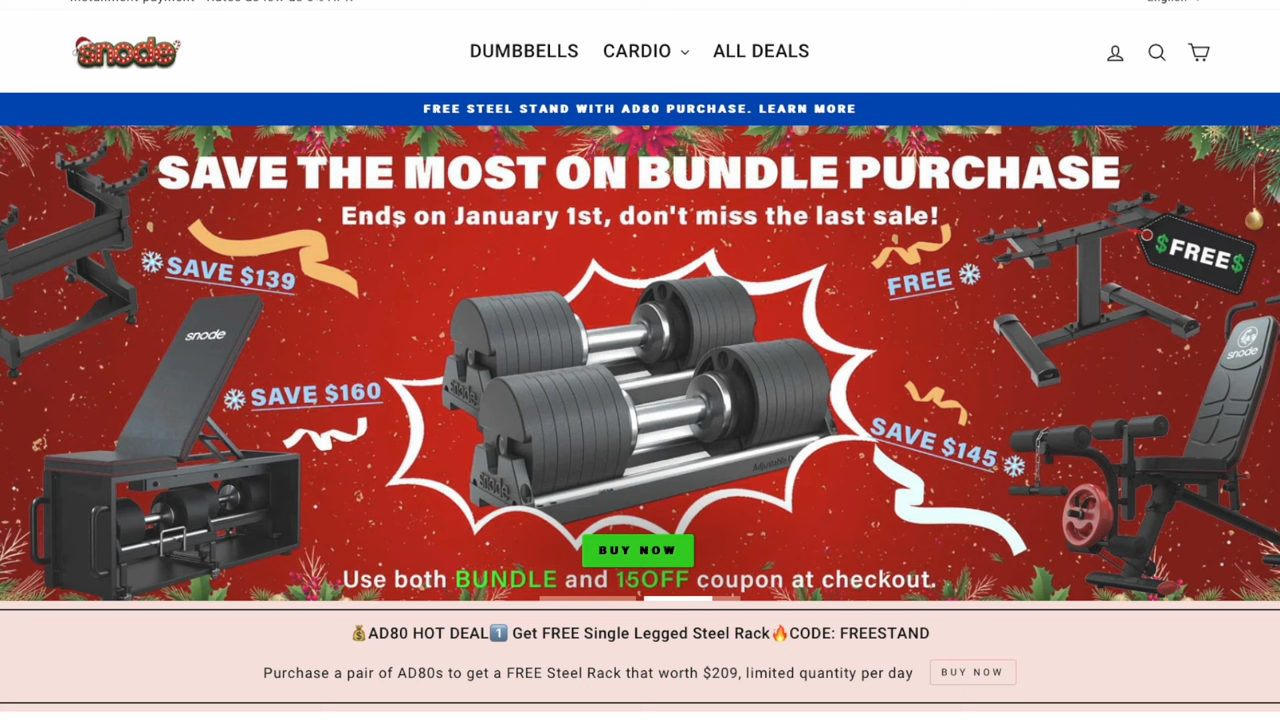 snode
DUMBBELLS CARDIO ALL DEALS
FREE STEEL STAND WITH AD80 PURCHASE. LEARN MORE
SAVE THE MOST ON BUNDLE PURCHASE
Ends on January 1st, don't miss the last sale!
SAVE $139
FREE
$FREE$
snode
snode
SAVE $160
snode
SAVE $145
snode
Adjustable
BUY NOW
Use both BUNDLE and 15OFF coupon at checkout.
💰AD80 HOT DEAL1️⃣ Get FREE Single Legged Steel Rack🔥CODE: FREESTAND
Purchase a pair of AD80s to get a FREE Steel Rack that worth $209, limited quantity per day BUY NOW